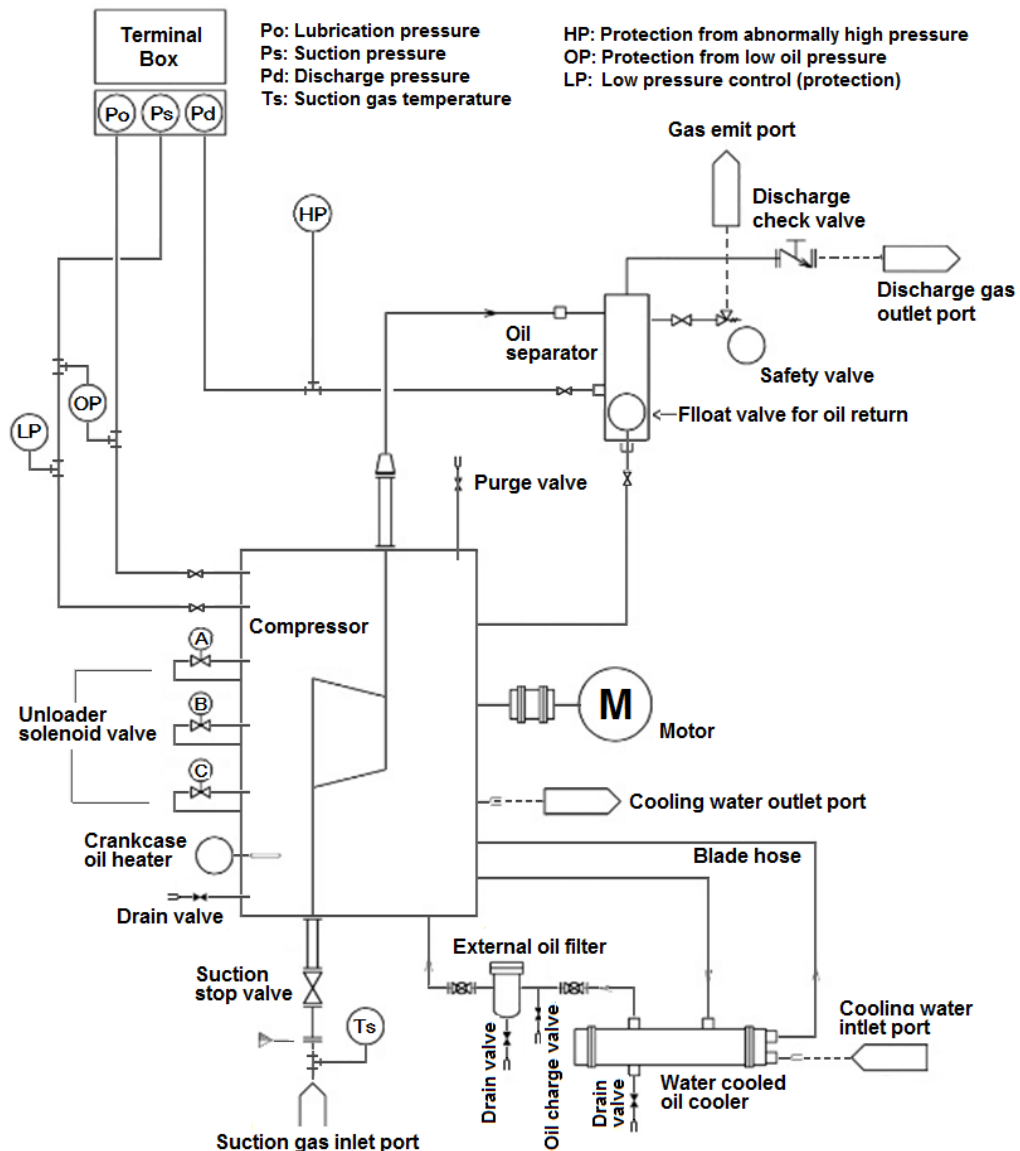 Terminal
Box
Po: Lubrication pressure
Ps: Suction pressure
Pd: Discharge pressure
Ts: Suction gas temperature
HP: Protection from abnormally high pressure
OP: Protection from low oil pressure
LP: Low pressure control (protection)
Po Ps Pd
Gas emit port
HP
Discharge
check valve
Discharge gas
outlet port
Oil
separator
Safety valve
OP
LP
Flloat valve for oil return
Purge valve
Compressor
A
B
C
Unloader
solenoid valve
M
Motor
Cooling water outlet port
Crankcase
oil heater
Blade hose
Drain valve
External oil filter
Suction
stop valve
Ts
Cooling water
intlet port
Drain valve
Oil charge valve
Drain
valve
Water cooled
oil cooler
Suction gas inlet port